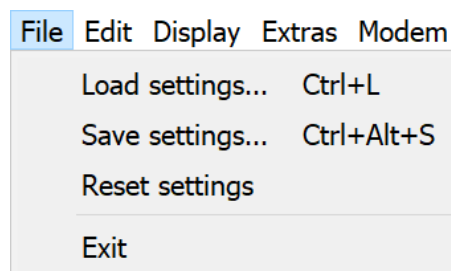 File Edit Display Extras Modem
Load settings... Ctrl+L
Save settings... Ctrl+Alt+S
Reset settings
Exit